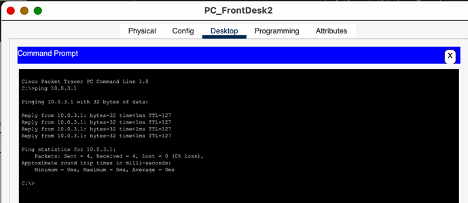 PC_FrontDesk2
Physical Config Desktop Programming Attributes
Command Prompt X
Cisco Packet Tracer PC Command Line 1.0
C:\>ping 10.0.3.1
Pinging 10.0.3.1 with 32 bytes of data:
Reply from 10.0.3.1: bytes=32 time<1ms TTL=127
Reply from 10.0.3.1: bytes=32 time<1ms TTL=127
Reply from 10.0.3.1: bytes=32 time<1ms TTL=127
Reply from 10.0.3.1: bytes=32 time<1ms TTL=127
Ping statistics for 10.0.3.1:
Packets: Sent = 4, Received = 4, Lost = 0 (0% loss),
Approximate round trip times in milli-seconds:
Minimum = 0ms, Maximum = 0ms, Average = 0ms
C:\>